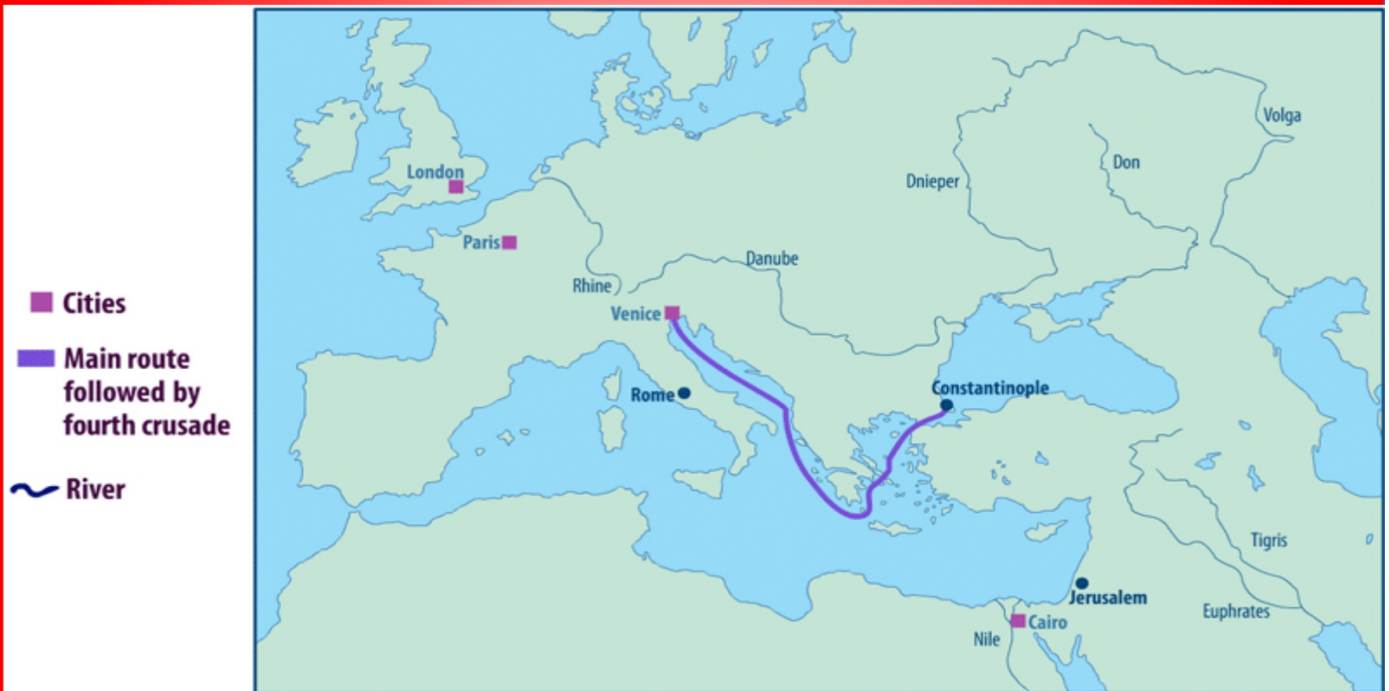 Cities
Main route
followed by
fourth crusade
River
London
Paris
Rhine
Venice
Danube
Dnieper
Don
Volga
Rome
Constantinople
Jerusalem
Cairo
Nile
Tigris
Euphrates